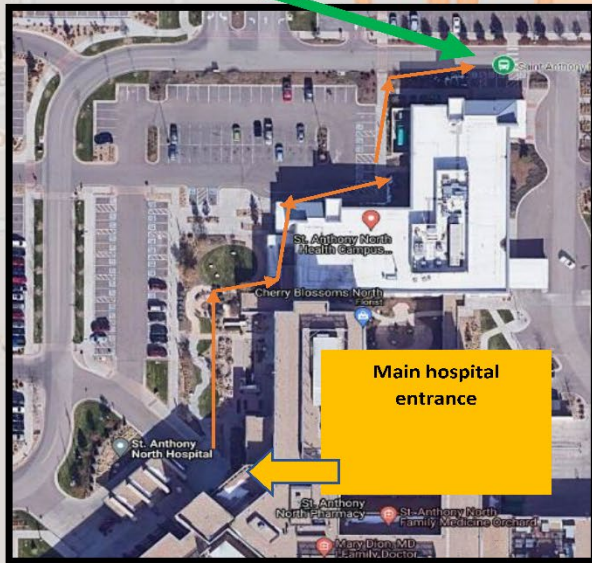 Saint Anthony
St. Anthony North
Health Campus...
Cherry Blossoms North
Florist
Main hospital
entrance
St. Anthony
North Hospital
St. Anthony
North Pharmacy
St. Anthony North
Family Medicine Orchard
Mary Dion, MD
| Family Doctor